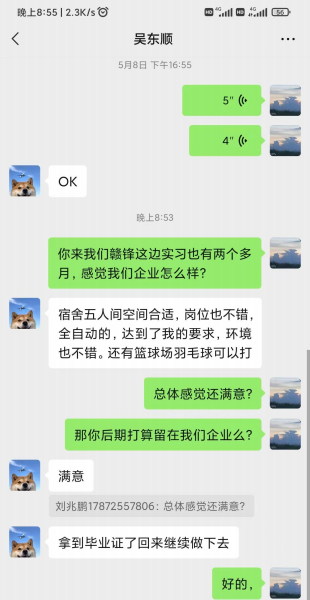 晚上8:55 | 2.3K/s
HD 4G HD 4G 56
吴东顺
5月8日 下午16:55
5"
4"
OK
晚上8:53
你来我们赣锋这边实习也有两个多
月，感觉我们企业怎么样？
宿舍五人间空间合适，岗位也不错，
全自动的，达到了我的要求，环境
也不错。还有篮球场羽毛球可以打
总体感觉还满意？
那你后期打算留在我们企业么？
满意
刘兆鹏17872557806：总体感觉还满意？
拿到毕业证了回来继续做下去
好的，